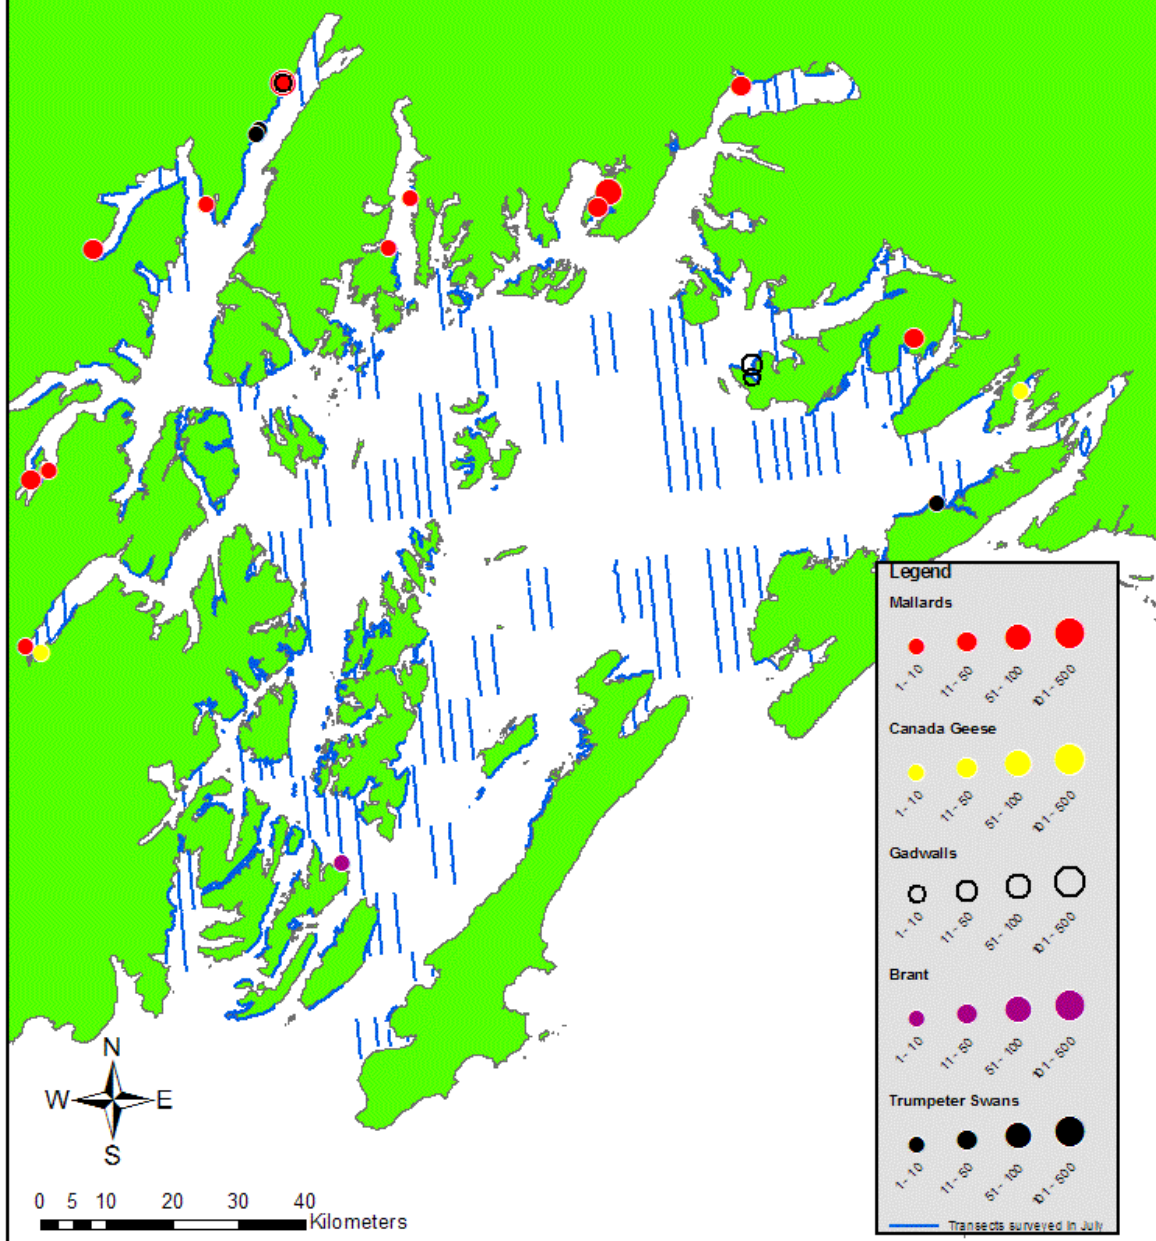 Legend
Mallards
1 - 10 11 - 50 51 - 100 101 - 500
Canada Geese
1 - 10 11 - 50 51 - 100 101 - 500
Gadwalls
1 - 10 11 - 50 51 - 100 101 - 500
Brant
1 - 10 11 - 50 51 - 100 101 - 500
Trumpeter Swans
1 - 10 11 - 50 51 - 100 101 - 500
Transects surveyed in July
N
W E
S
0 5 10 20 30 40
Kilometers